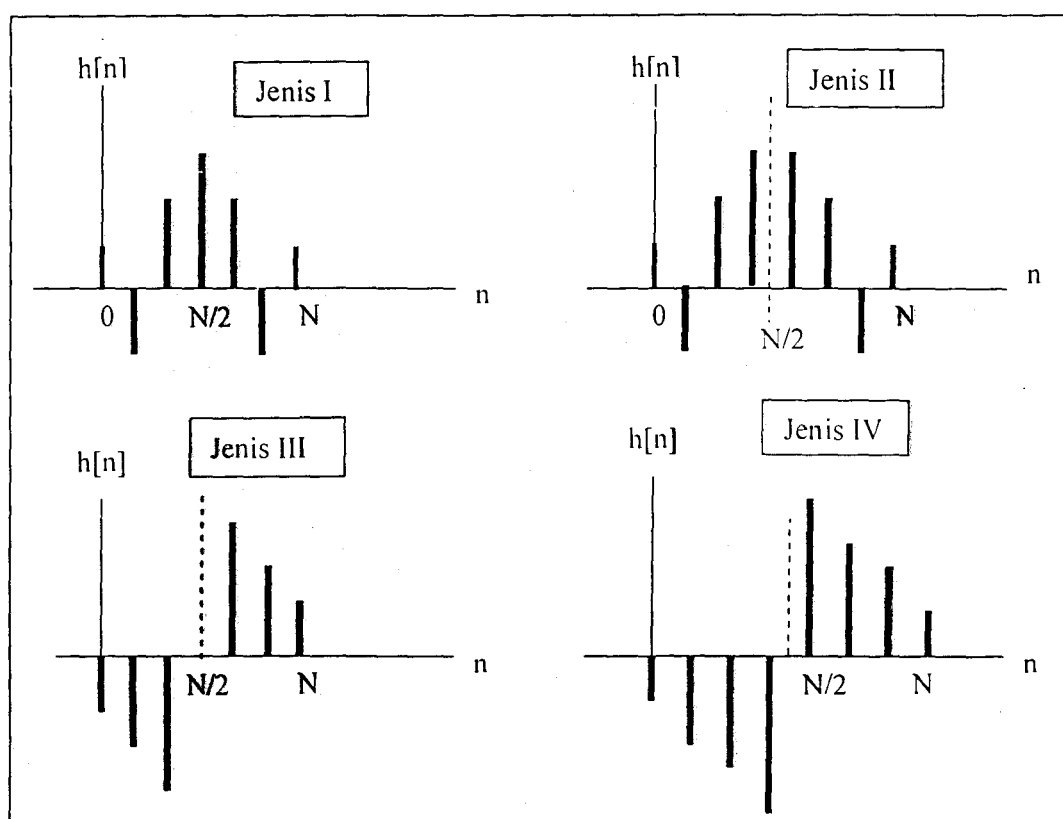 h[n]
Jenis I
0
N/2
N
n
h[n]
Jenis II
0
N/2
N
n
h[n]
Jenis III
N/2
N
n
h[n]
Jenis IV
N/2
N
n